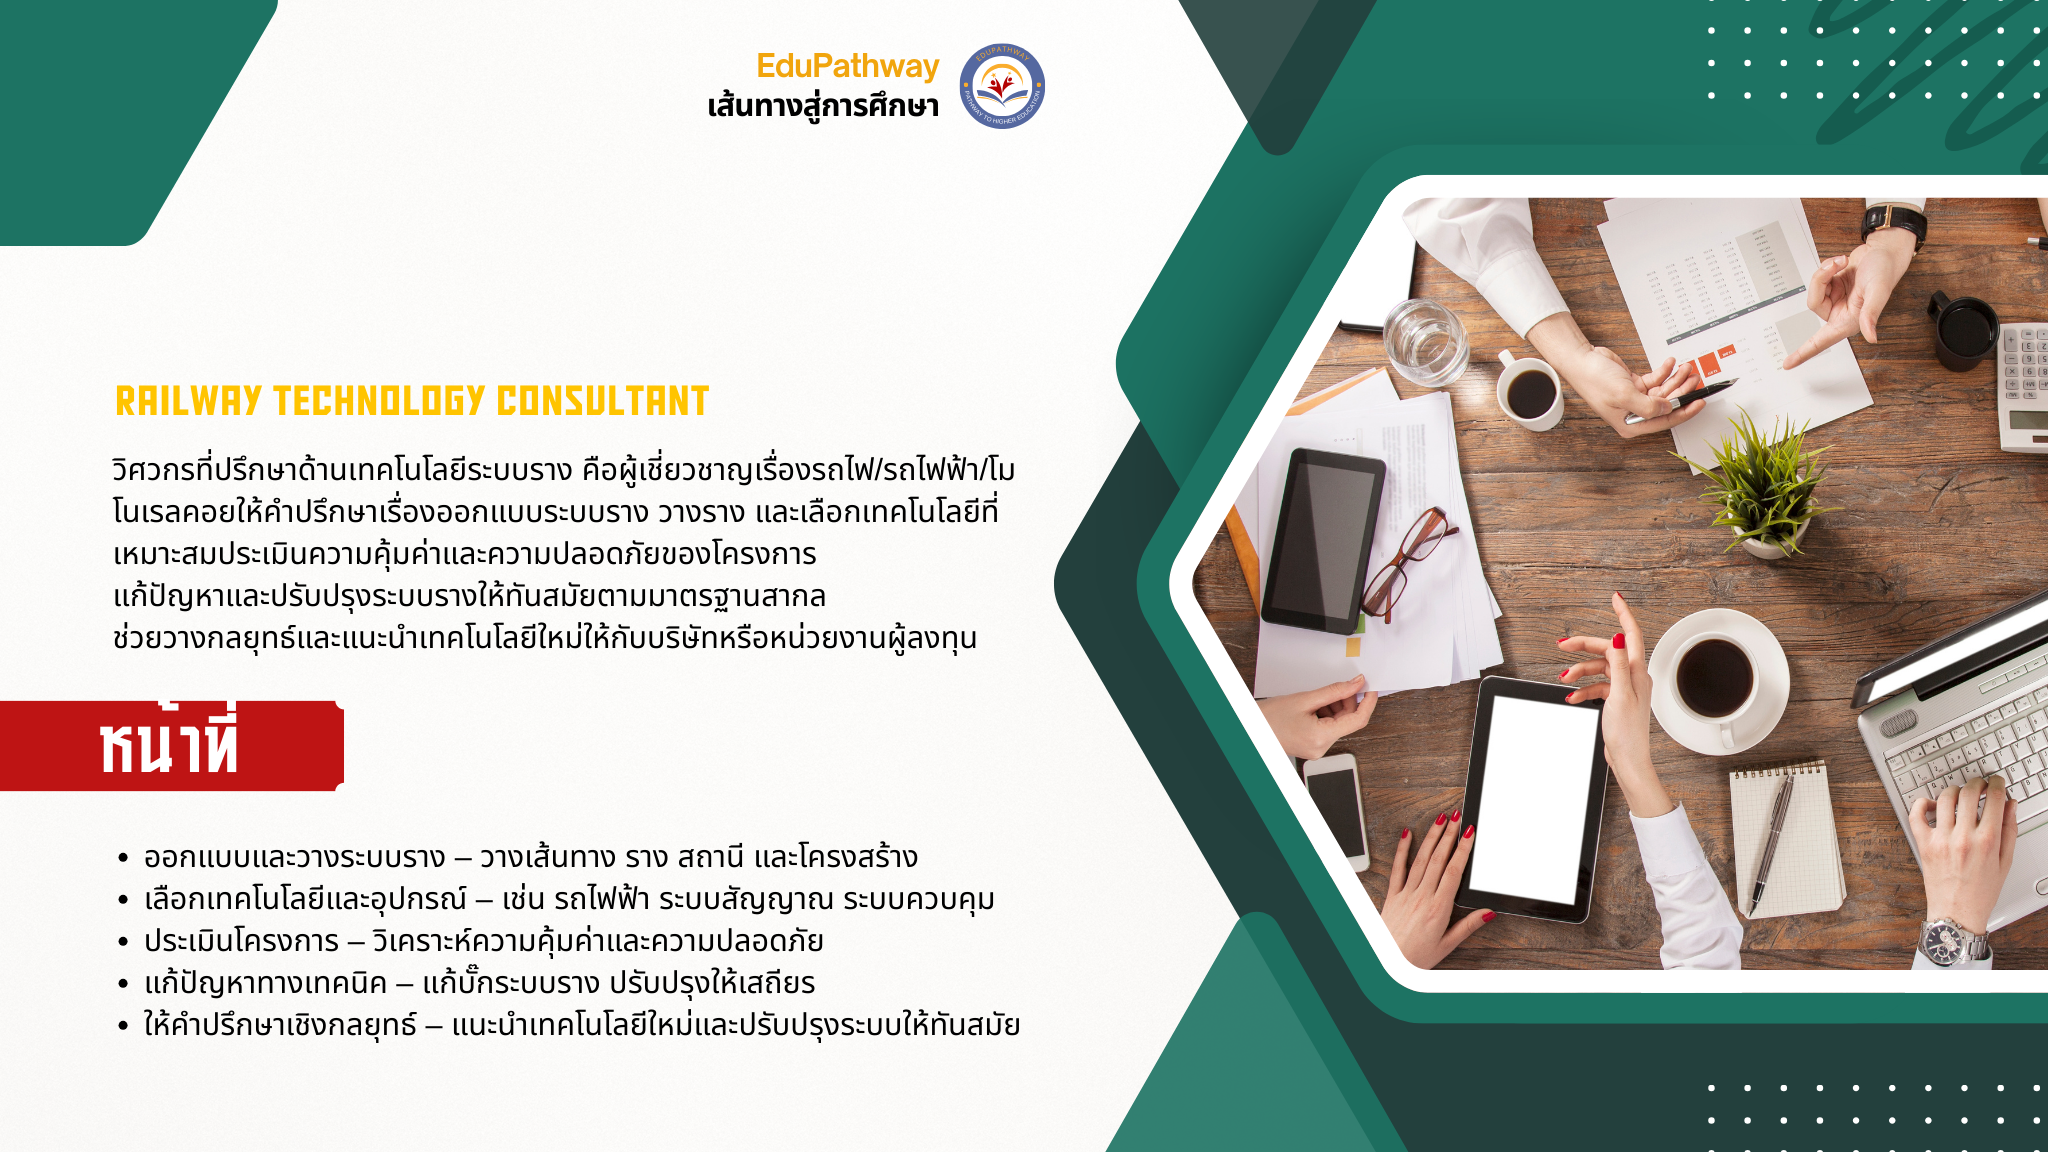 EduPathway
เส้นทางสู่การศึกษา
EDUPATHWAY
PATHWAY TO HIGHER EDUCATION
RAILWAY TECHNOLOGY CONSULTANT
วิศวกรที่ปรึกษาด้านเทคโนโลยีระบบราง คือผู้เชี่ยวชาญเรื่องรถไฟ/รถไฟฟ้า/โม
โนเรลคอยให้คำปรึกษาเรื่องออกแบบระบบราง วางราง และเลือกเทคโนโลยีที่
เหมาะสมประเมินความคุ้มค่าและความปลอดภัยของโครงการ
แก้ปัญหาและปรับปรุงระบบรางให้ทันสมัยตามมาตรฐานสากล
ช่วยวางกลยุทธ์และแนะนำเทคโนโลยีใหม่ให้กับบริษัทหรือหน่วยงานผู้ลงทุน
หน้าที่
• ออกแบบและวางระบบราง – วางเส้นทาง ราง สถานี และโครงสร้าง
• เลือกเทคโนโลยีและอุปกรณ์ – เช่น รถไฟฟ้า ระบบสัญญาณ ระบบควบคุม
• ประเมินโครงการ – วิเคราะห์ความคุ้มค่าและความปลอดภัย
• แก้ปัญหาทางเทคนิค – แก้บั๊กระบบราง ปรับปรุงให้เสถียร
• ให้คำปรึกษาเชิงกลยุทธ์ – แนะนำเทคโนโลยีใหม่และปรับปรุงระบบให้ทันสมัย